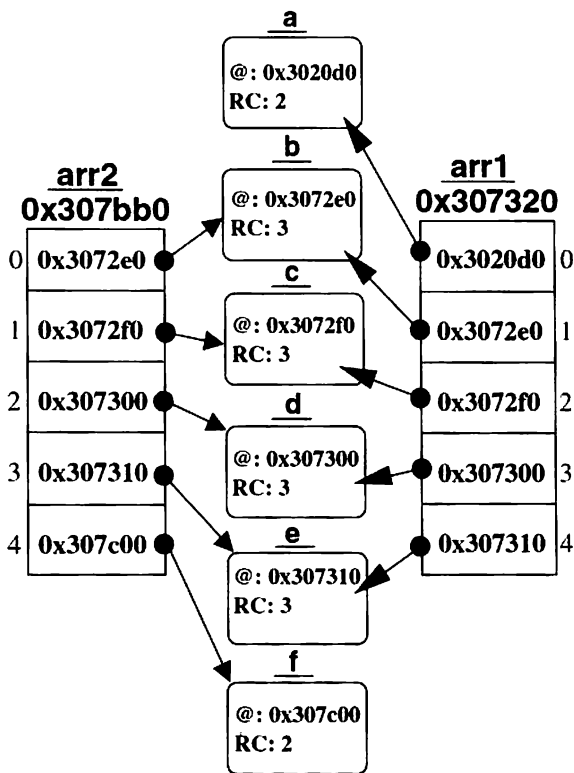 a
@: 0x3020d0
RC: 2
b
@: 0x3072e0
RC: 3
c
@: 0x3072f0
RC: 3
d
@: 0x307300
RC: 3
e
@: 0x307310
RC: 3
f
@: 0x307c00
RC: 2
arr2
0x307bb0
0 0x3072e0
1 0x3072f0
2 0x307300
3 0x307310
4 0x307c00
arr1
0x307320
0x3020d0 0
0x3072e0 1
0x3072f0 2
0x307300 3
0x307310 4